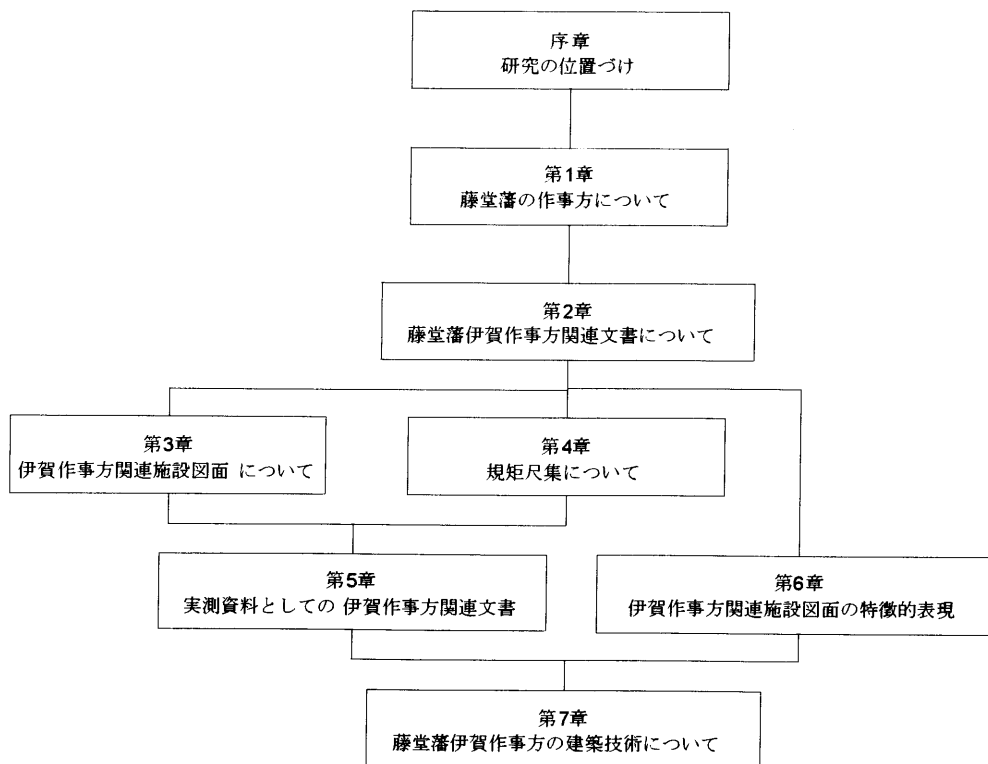 序章
研究の位置づけ
第1章
藤堂藩の作事方について
第2章
藤堂藩伊賀作事方関連文書について
第3章
伊賀作事方関連施設図面 について
第4章
規矩尺集について
第5章
実測資料としての 伊賀作事方関連文書
第6章
伊賀作事方関連施設図面の特徴的表現
第7章
藤堂藩伊賀作事方の建築技術について